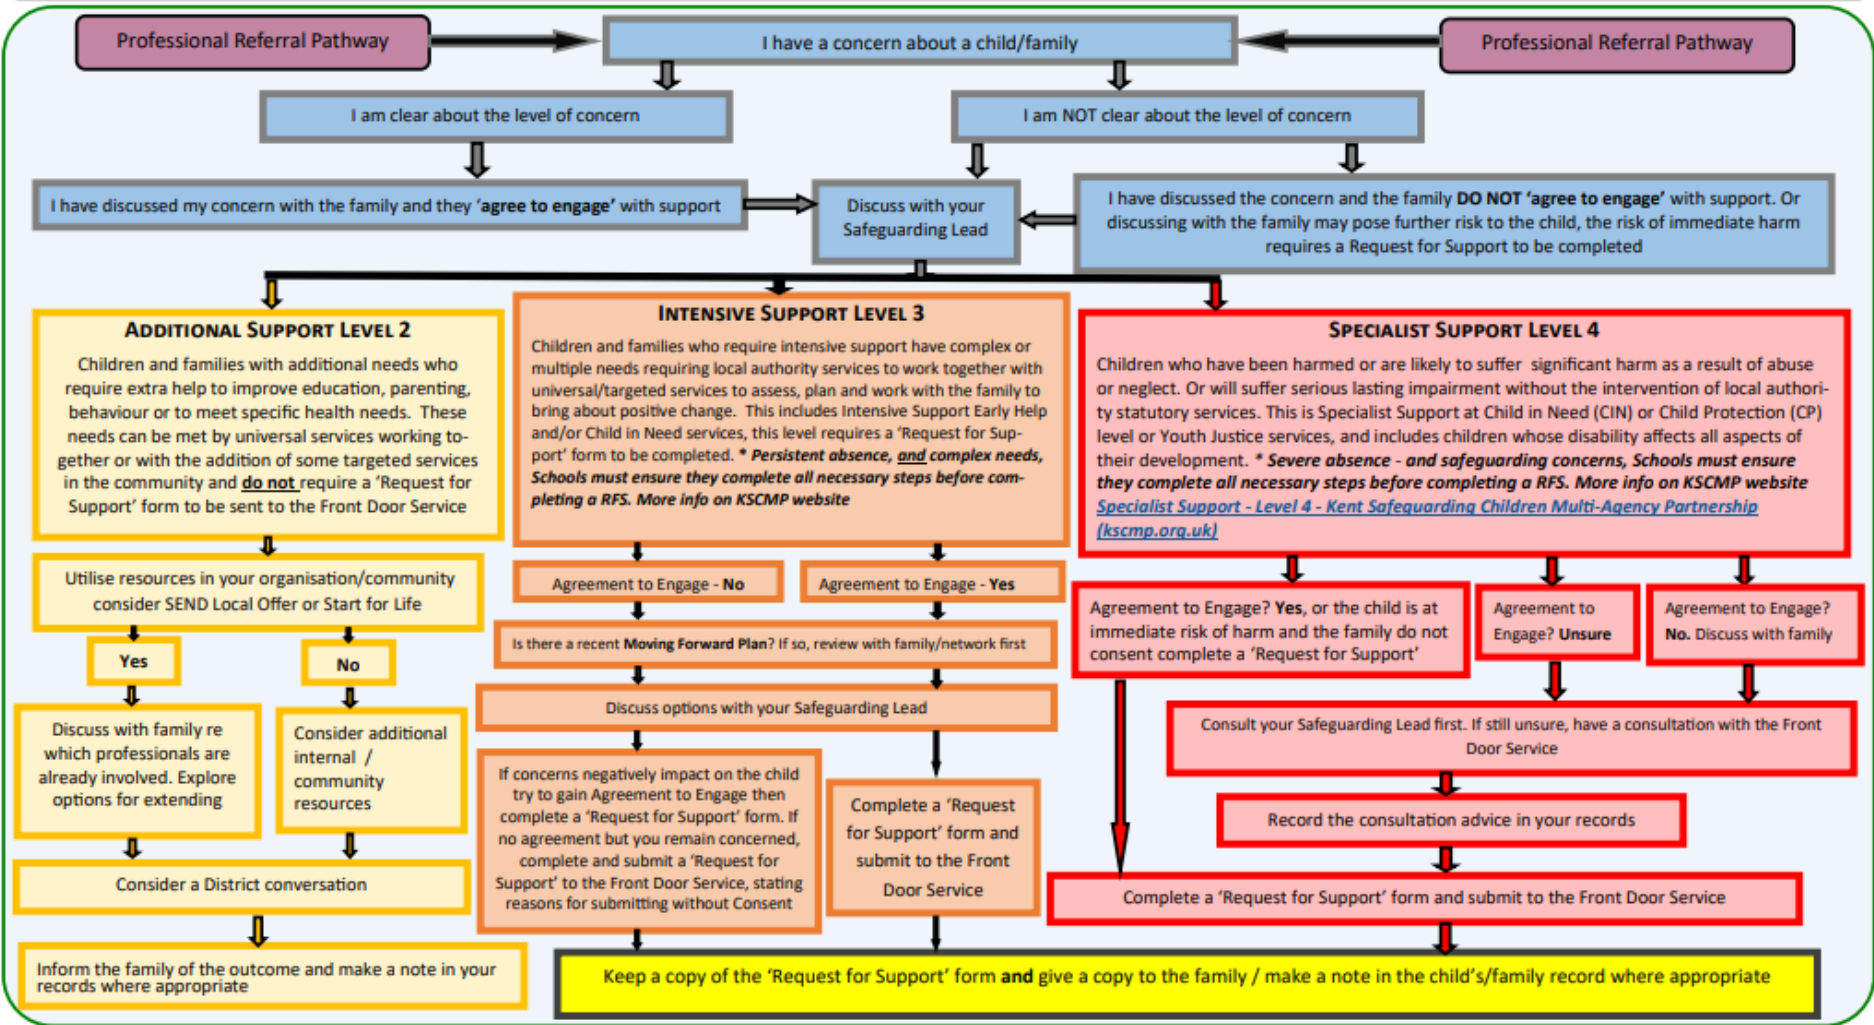 Professional Referral Pathway
I have a concern about a child/family
Professional Referral Pathway
I am clear about the level of concern
I am NOT clear about the level of concern
I have discussed my concern with the family and they ‘agree to engage’ with support
Discuss with your
Safeguarding Lead
I have discussed the concern and the family DO NOT ‘agree to engage’ with support. Or
discussing with the family may pose further risk to the child, the risk of immediate harm
requires a Request for Support to be completed
ADDITIONAL SUPPORT LEVEL 2
Children and families with additional needs who
require extra help to improve education, parenting,
behaviour or to meet specific health needs. These
needs can be met by universal services working to-
gether or with the addition of some targeted services
in the community and do not require a ‘Request for
Support’ form to be sent to the Front Door Service
Utilise resources in your organisation/community
consider SEND Local Offer or Start for Life
Yes
No
Discuss with family re
which professionals are
already involved. Explore
options for extending
Consider additional
internal /
community
resources
Consider a District conversation
Inform the family of the outcome and make a note in your
records where appropriate
INTENSIVE SUPPORT LEVEL 3
Children and families who require intensive support have complex or
multiple needs requiring local authority services to work together with
universal/targeted services to assess, plan and work with the family to
bring about positive change. This includes Intensive Support Early Help
and/or Child in Need services, this level requires a ‘Request for Sup-
port’ form to be completed. * Persistent absence, and complex needs,
Schools must ensure they complete all necessary steps before com-
pleting a RFS. More info on KSCMP website
Agreement to Engage - No
Agreement to Engage - Yes
Is there a recent Moving Forward Plan? If so, review with family/network first
Discuss options with your Safeguarding Lead
If concerns negatively impact on the child
try to gain Agreement to Engage then
complete a ‘Request for Support’ form. If
no agreement but you remain concerned,
complete and submit a ‘Request for
Support’ to the Front Door Service, stating
reasons for submitting without Consent
Complete a ‘Request
for Support’ form and
submit to the Front
Door Service
SPECIALIST SUPPORT LEVEL 4
Children who have been harmed or are likely to suffer significant harm as a result of abuse
or neglect. Or will suffer serious lasting impairment without the intervention of local authori-
ty statutory services. This is Specialist Support at Child in Need (CIN) or Child Protection (CP)
level or Youth Justice services, and includes children whose disability affects all aspects of
their development. * Severe absence - and safeguarding concerns, Schools must ensure
they complete all necessary steps before completing a RFS. More info on KSCMP website
Specialist Support - Level 4 - Kent Safeguarding Children Multi-Agency Partnership
(kscmp.org.uk)
Agreement to Engage? Yes, or the child is at
immediate risk of harm and the family do not
consent complete a ‘Request for Support’
Agreement to
Engage? Unsure
Agreement to Engage?
No. Discuss with family
Consult your Safeguarding Lead first. If still unsure, have a consultation with the Front
Door Service
Record the consultation advice in your records
Complete a ‘Request for Support’ form and submit to the Front Door Service
Keep a copy of the ‘Request for Support’ form and give a copy to the family / make a note in the child’s/family record where appropriate